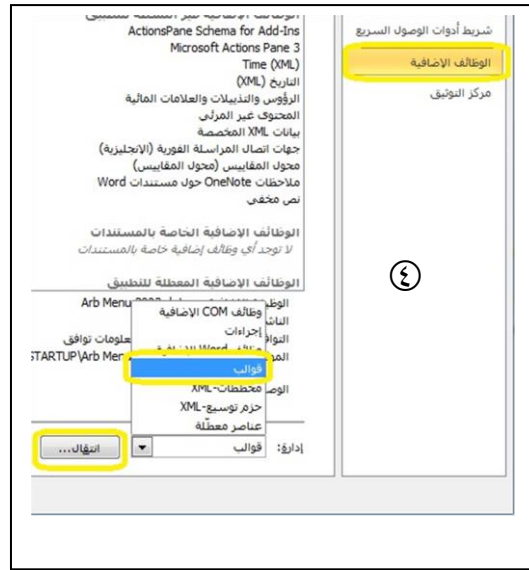 شريط أدوات الوصول السريع
الوظائف الإضافية
مركز التوثيق
ActionsPane Schema for Add-Ins
Microsoft Actions Pane 3
Time (XML)
التاريخ (XML)
الرؤوس والتذييلات والعلامات المائية
المحتوى غير المرئي
بيانات XML المخصصة
جهات اتصال المراسلة الفورية (الإنجليزية)
محول المقاييس (محول المقاييس)
ملاحظات OneNote حول مستندات Word
نص مخفي
الوظائف الإضافية الخاصة بالمستندات
لا توجد أي وظائف إضافية خاصة بالمستندات
الوظائف الإضافية المعطلة للتطبيق
Arb Menu
وظائف COM الإضافية
إجراءات
معلومات توافق
STARTUP\Arb Men
قوالب
مخططات-XML
حزم توسيع-XML
عناصر معطلة
إدارة: قوالب انتقال...
٤